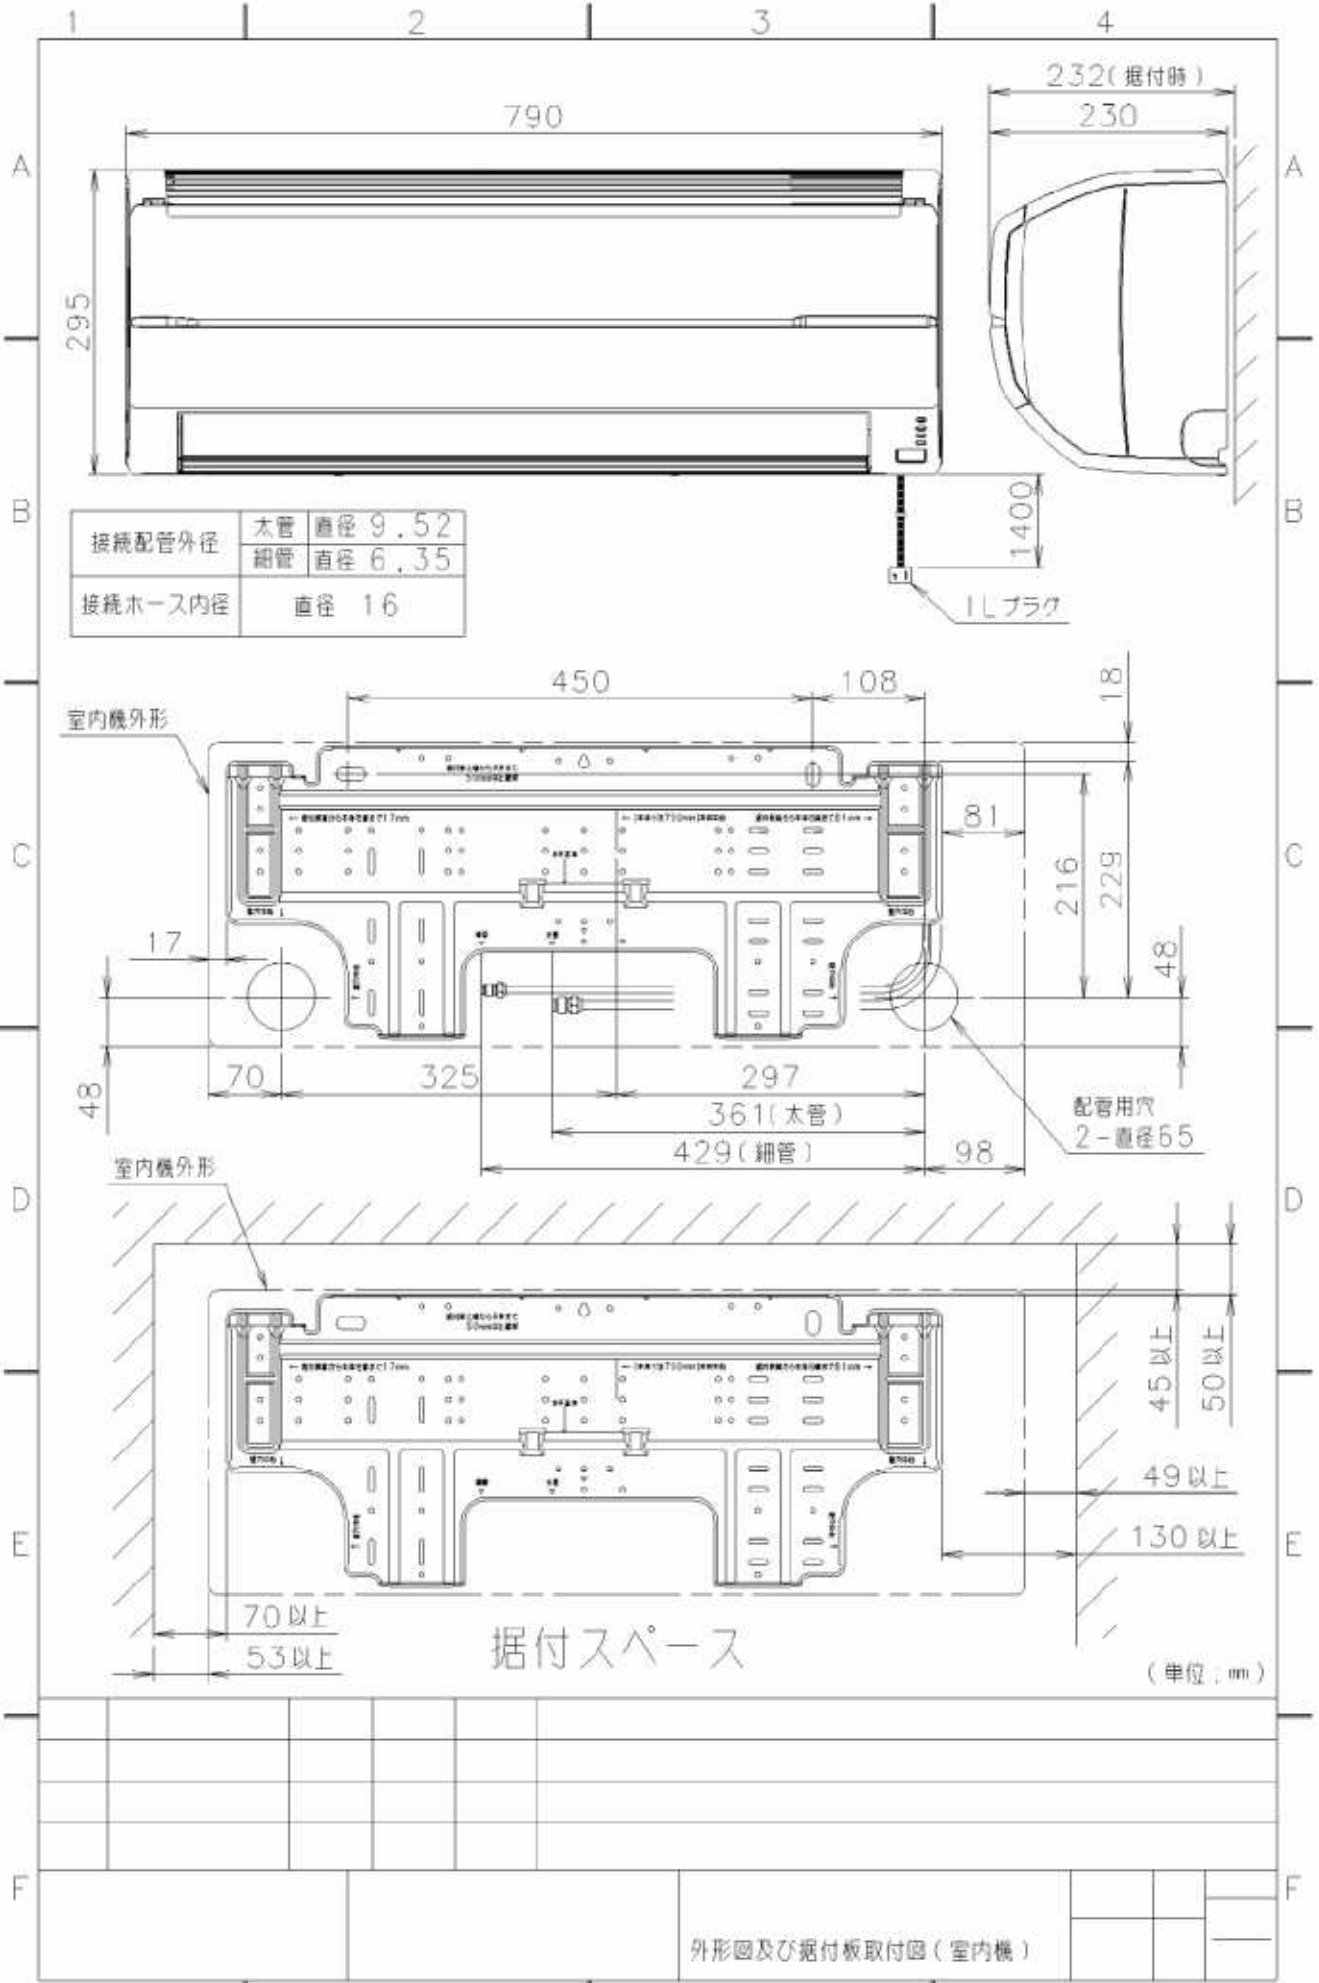 1 2 3 4
A A
B B
C C
D D
E E
F F
232(据付時)
230
790
295
1400
1Lプラグ
接続配管外径 太管 直径 9.52
細管 直径 6.35
接続ホース内径 直径 16
室内機外形
450 108
18
81
216
229
48
17
48
70 325 297
361(太管)
429(細管) 98
配管用穴
2-直径65
室内機外形
45以上
50以上
49以上
130以上
70以上
53以上
据付スペース
(単位:mm)
外形図及び据付板取付図(室内機)